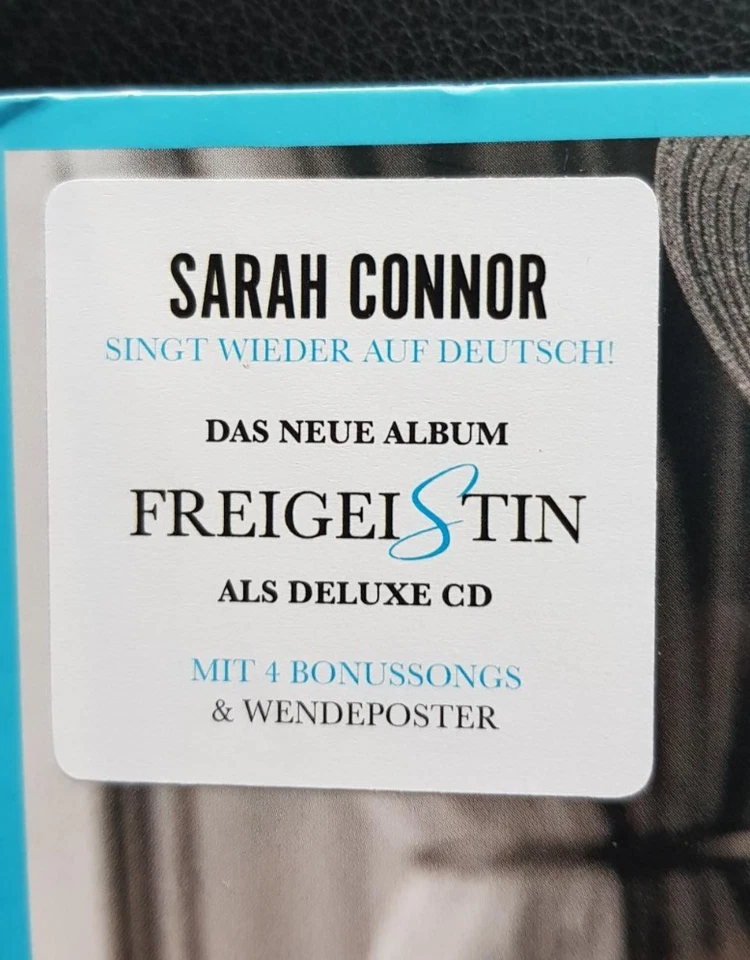 SARAH CONNOR
SINGT WIEDER AUF DEUTSCH!
DAS NEUE ALBUM
FREIGEISTIN
ALS DELUXE CD
MIT 4 BONUSSONGS
& WENDEPOSTER